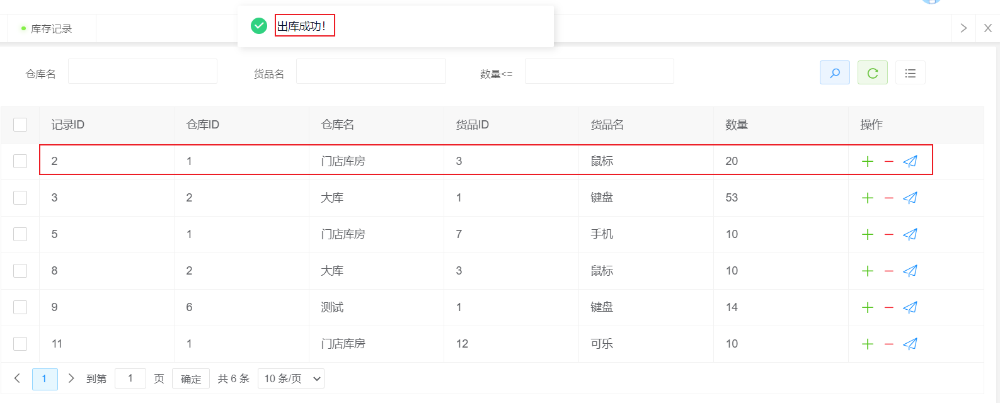 出库成功！
库存记录
仓库名 货品名 数量<=
记录ID 仓库ID 仓库名 货品ID 货品名 数量 操作
2 1 门店库房 3 鼠标 20
3 2 大库 1 键盘 53
5 1 门店库房 7 手机 10
8 2 大库 3 鼠标 10
9 6 测试 1 键盘 14
11 1 门店库房 12 可乐 10
1 到第 1 页 确定 共 6 条 10 条/页